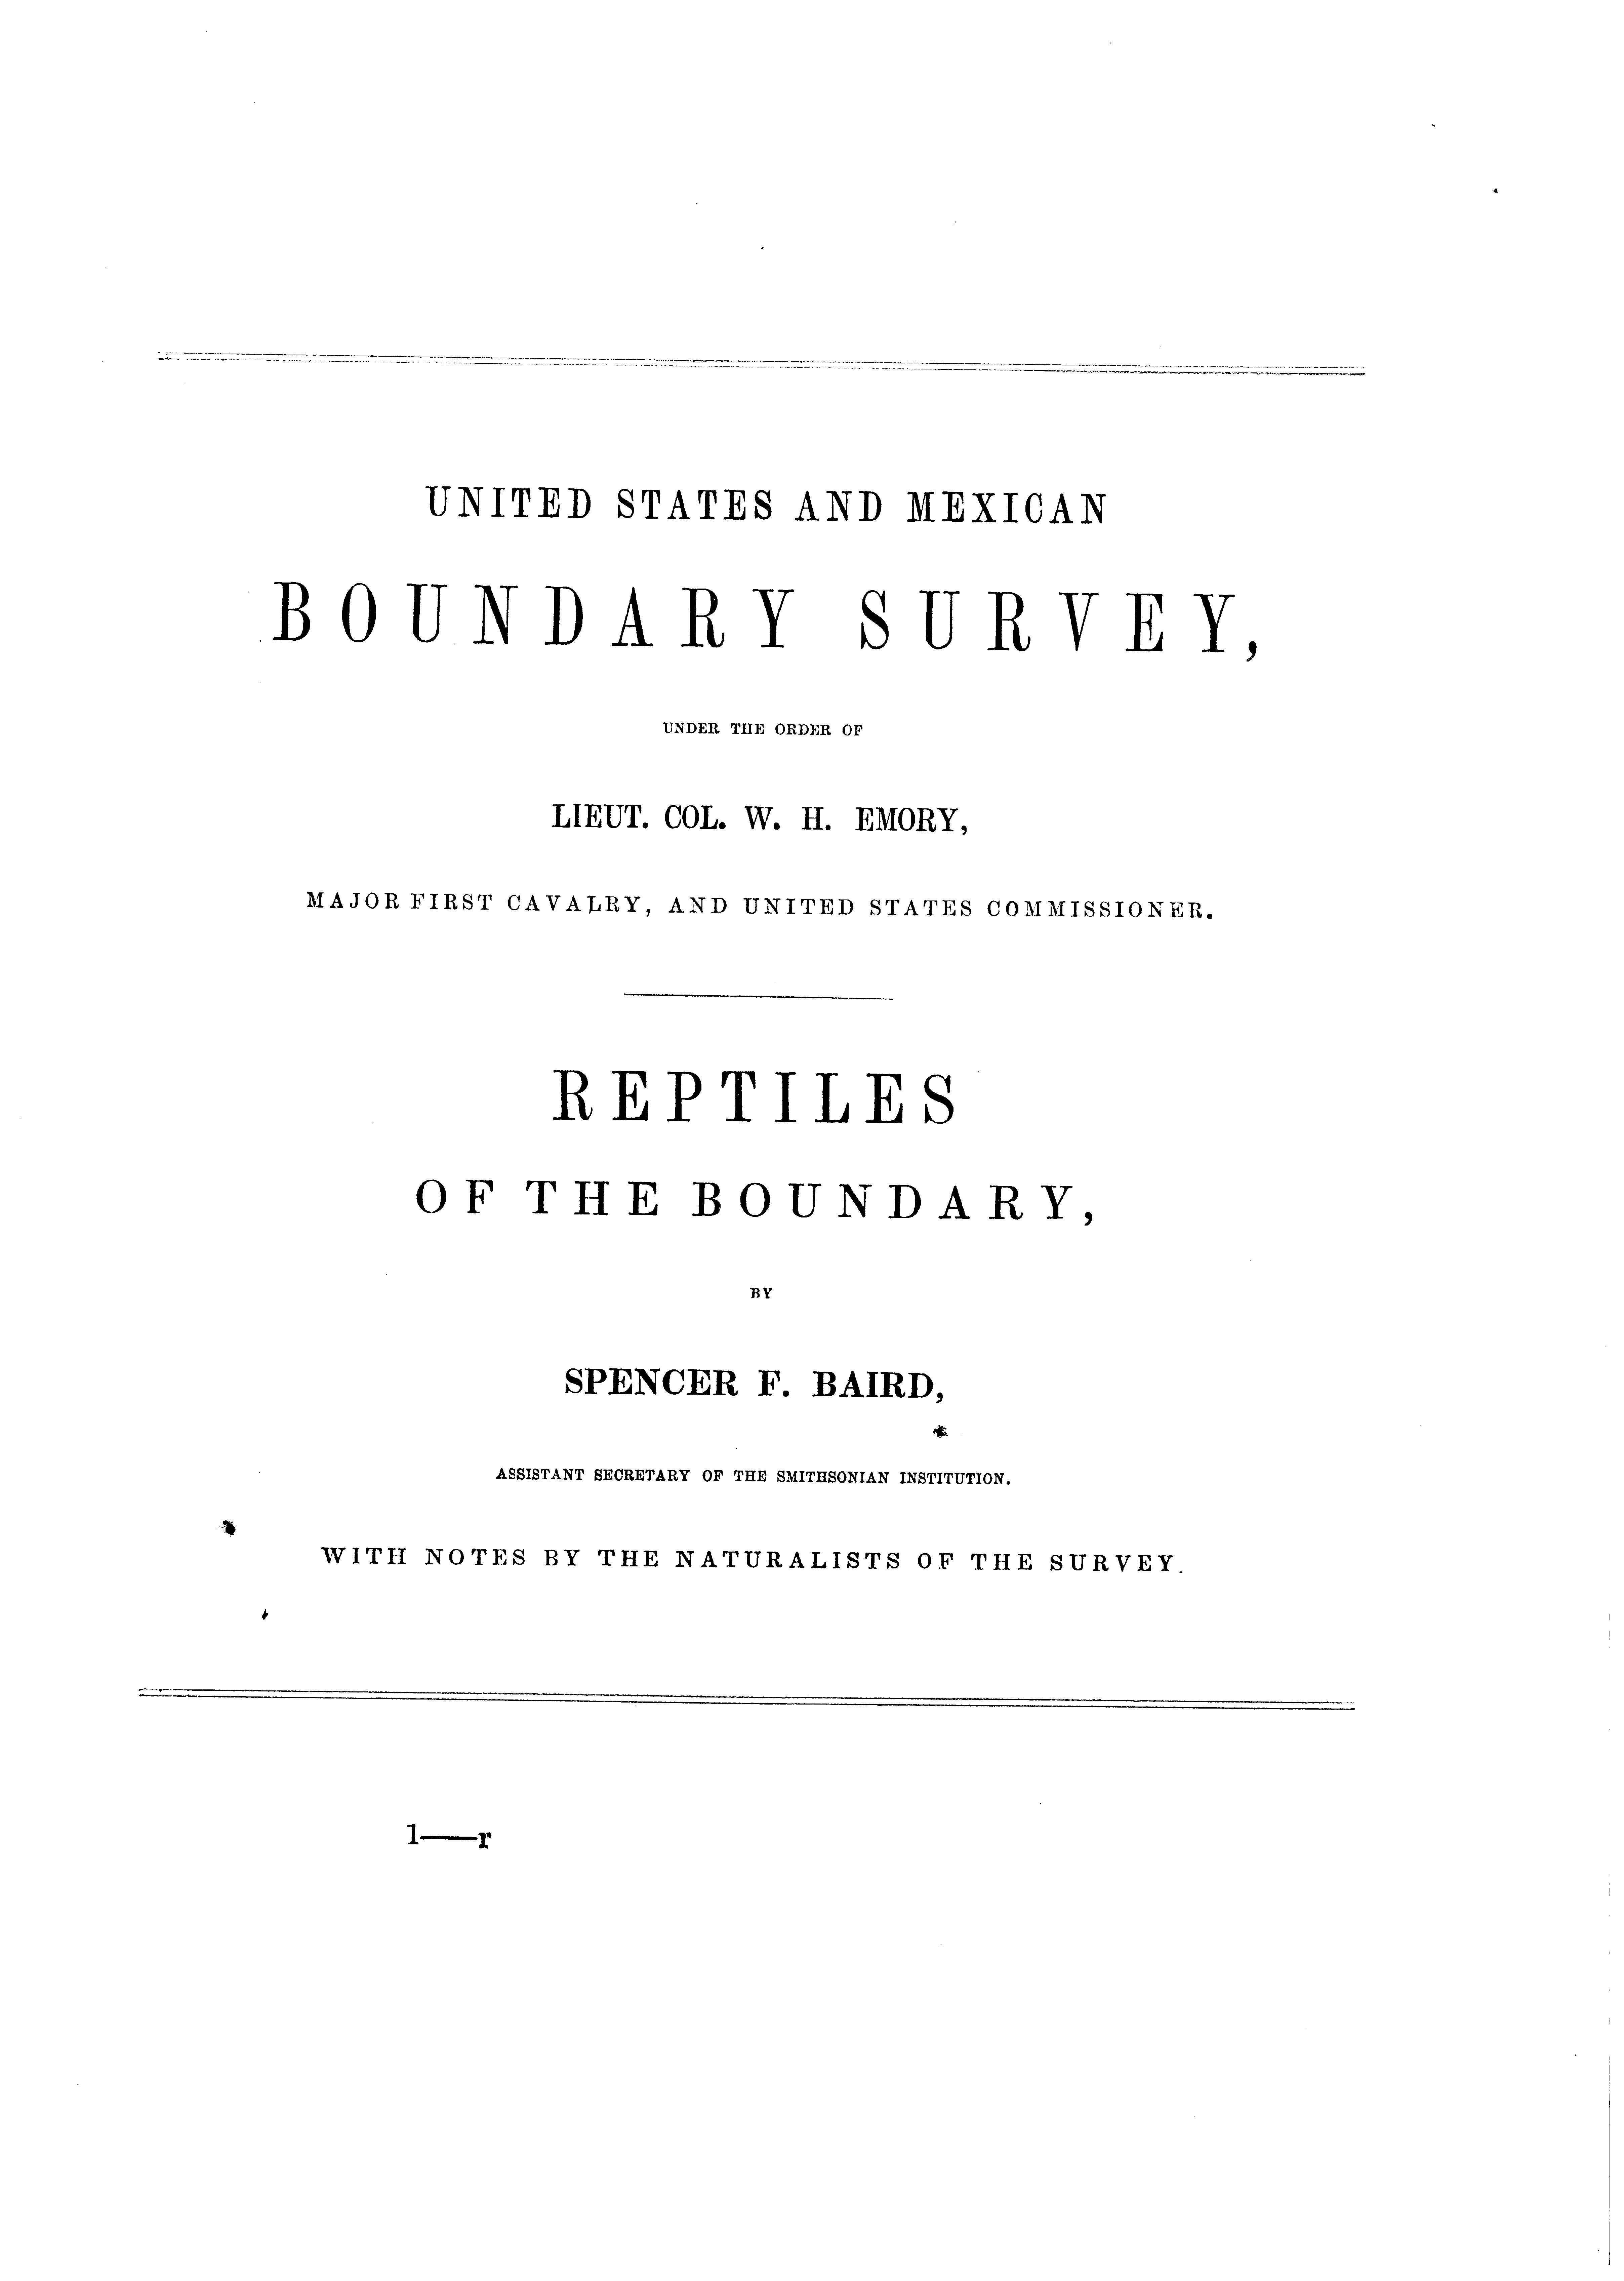 UNITED STATES AND MEXICAN
BOUNDARY SURVEY,
UNDER THE ORDER OF
LIEUT. COL. W. H. EMORY,
MAJOR FIRST CAVALRY, AND UNITED STATES COMMISSIONER.
REPTILES
OF THE BOUNDARY,
BY
SPENCER F. BAIRD,
ASSISTANT SECRETARY OF THE SMITHSONIAN INSTITUTION.
WITH NOTES BY THE NATURALISTS OF THE SURVEY.
1——r